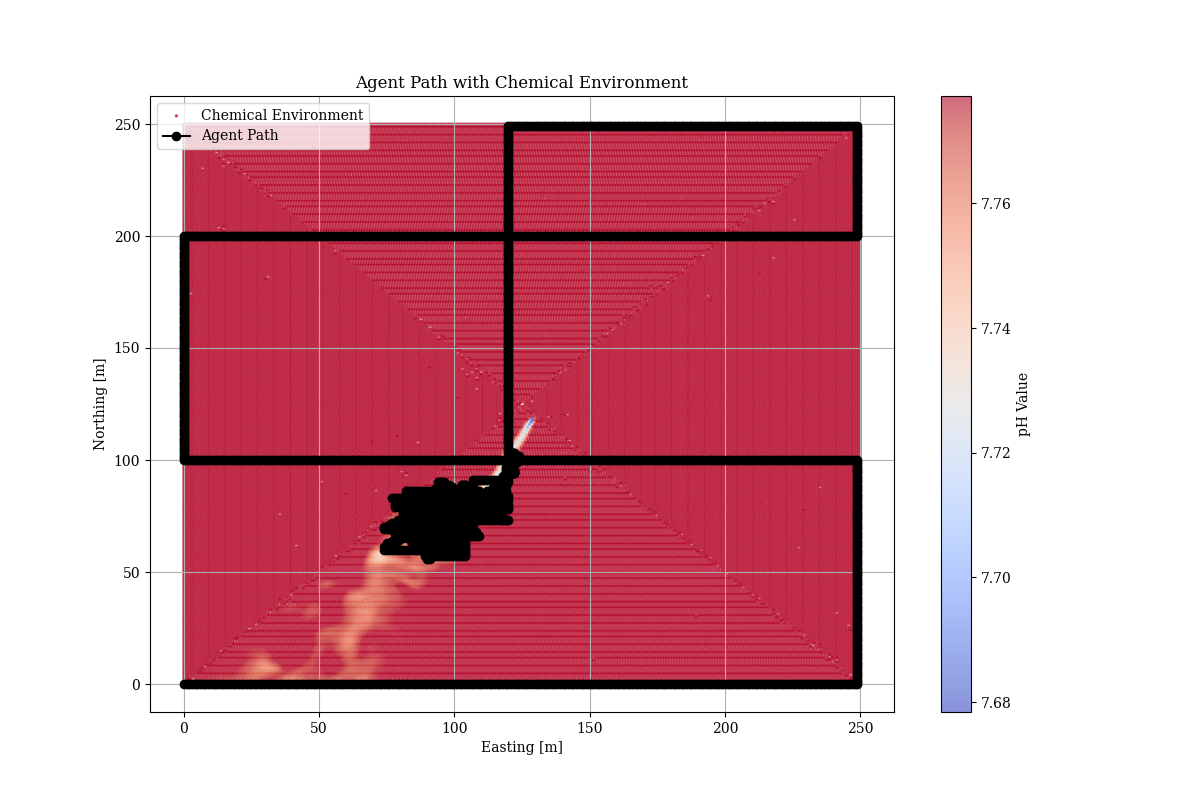 Agent Path with Chemical Environment
Chemical Environment
Agent Path
250
200
150
100
50
0
Northing [m]
0 50 100 150 200 250
Easting [m]
7.76
7.74
7.72
7.70
7.68
pH Value